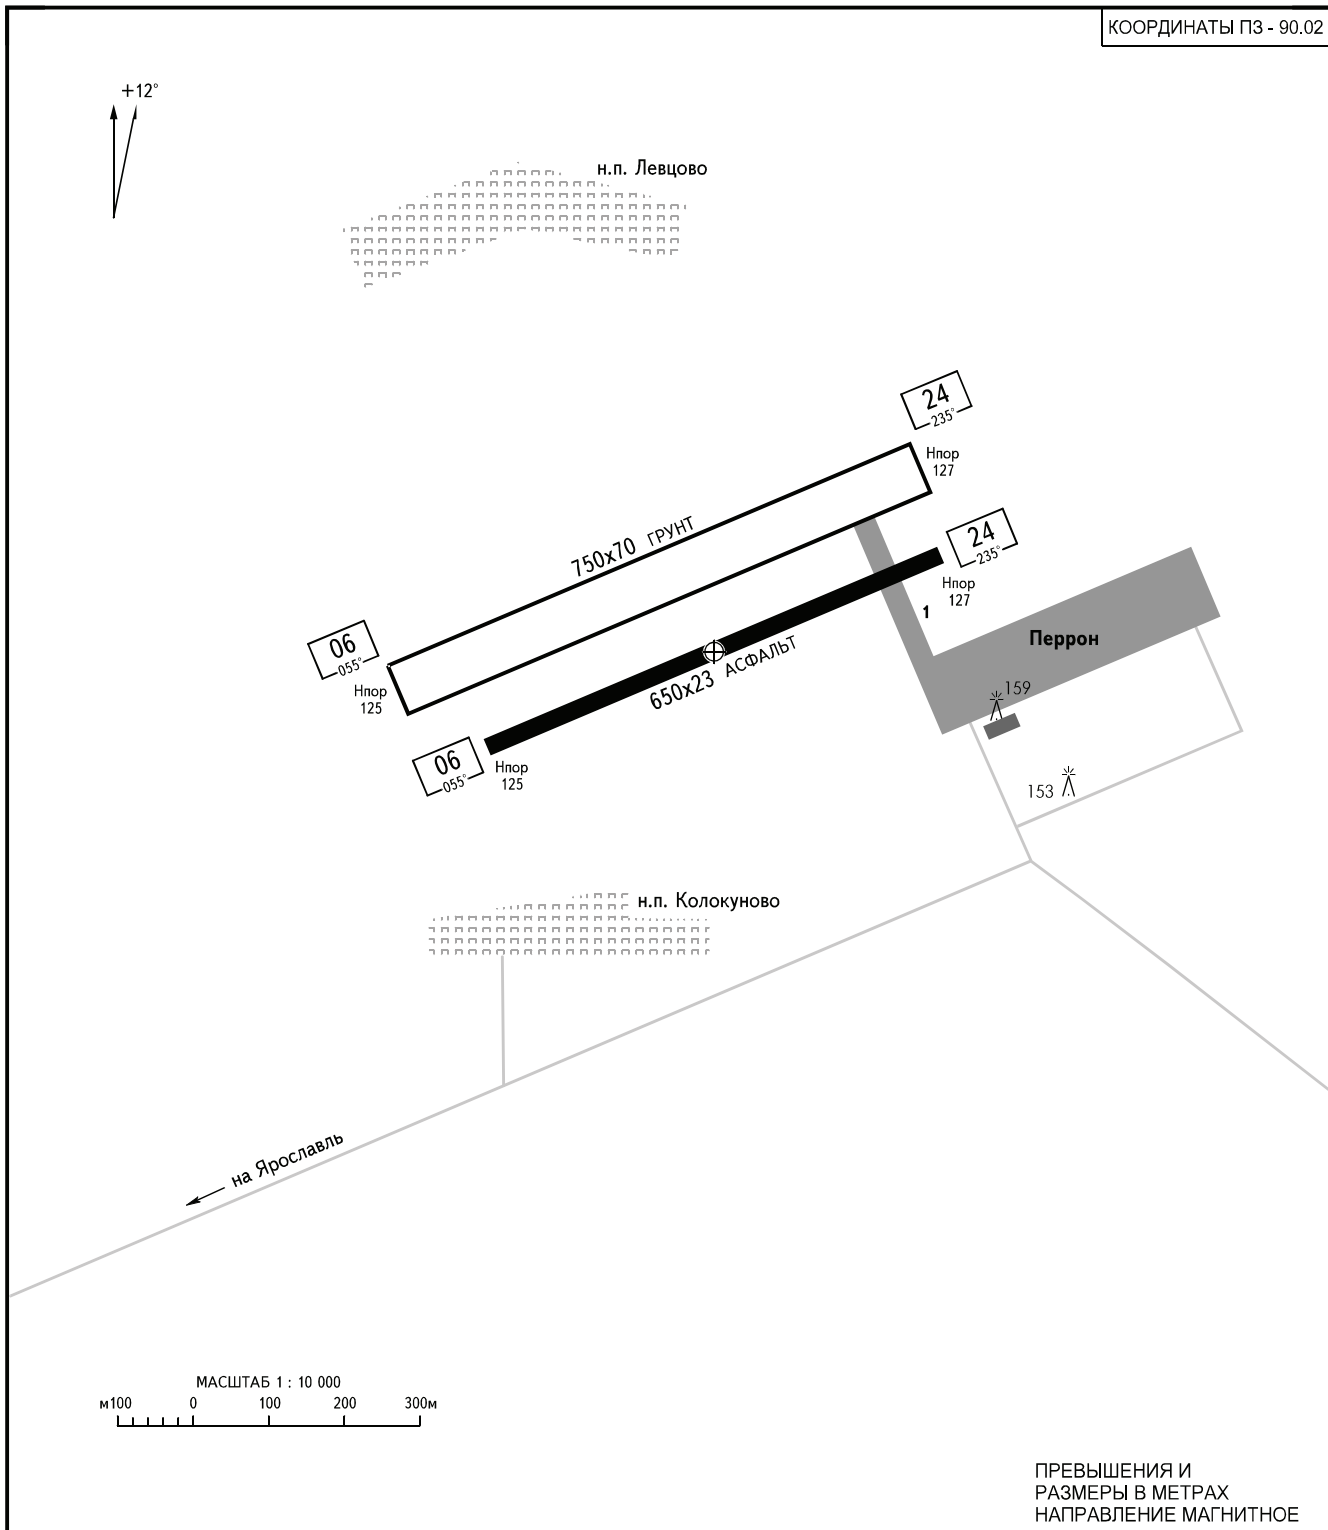 КООРДИНАТЫ ПЗ - 90.02
+12°
н.п. Левцово
24
235°
Нпор
127
750х70 ГРУНТ
24
235°
Нпор
127
1
06
055°
Нпор
125
Перрон
650х23 АСФАЛЬТ
159
06
055°
Нпор
125
153
н.п. Колокуново
на Ярославль
МАСШТАБ 1 : 10 000
м100 0 100 200 300м
ПРЕВЫШЕНИЯ И
РАЗМЕРЫ В МЕТРАХ
НАПРАВЛЕНИЕ МАГНИТНОЕ